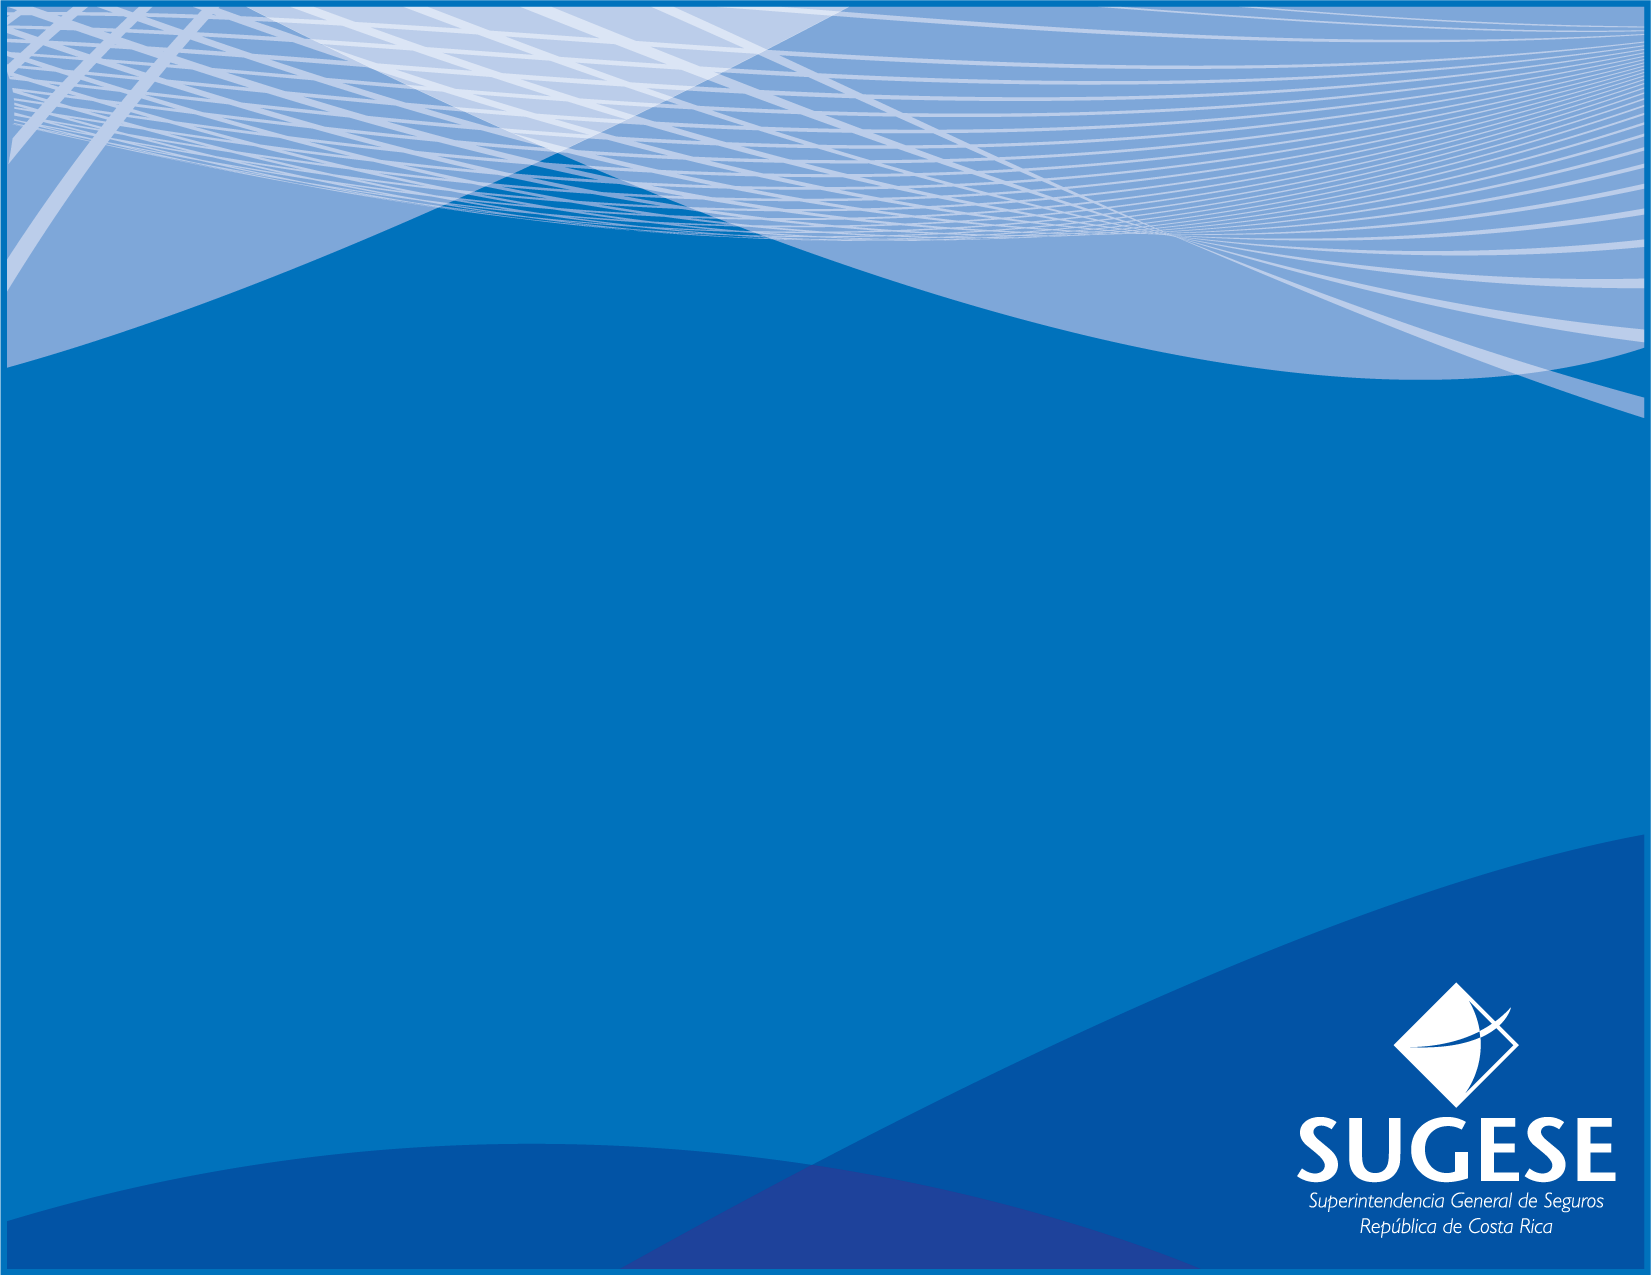 SUGESE
Superintendencia General de Seguros
República de Costa Rica